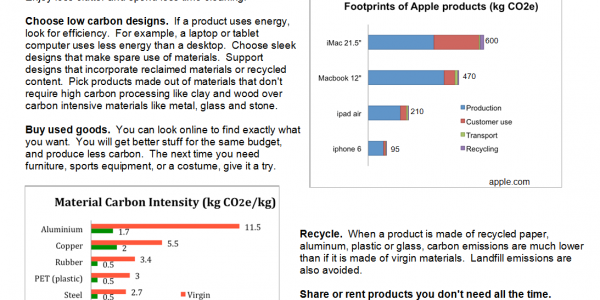 Choose low carbon designs.  If a product uses energy,
look for efficiency.  For example, a laptop or tablet
computer uses less energy than a desktop.  Choose sleek
designs that make spare use of materials.  Support
designs that incorporate reclaimed materials or recycled
content.  Pick products made out of materials that don't
require high carbon processing like clay and wood over
carbon intensive materials like metal, glass and stone.
Buy used goods.  You can look online to find exactly what
you want.  You will get better stuff for the same budget,
and produce less carbon.  The next time you need
furniture, sports equipment, or a costume, give it a try.
Material Carbon Intensity (kg CO2e/kg)
Aluminium 11.5
1.7
Copper 5.5
2
Rubber 3.4
0.5
PET (plastic) 3
0.5
Steel 2.7
0.5
Virgin
Footprints of Apple products (kg CO2e)
iMac 21.5" 600
Macbook 12" 470
ipad air 210
iphone 6 95
Production
Customer use
Transport
Recycling
apple.com
Recycle.  When a product is made of recycled paper,
aluminum, plastic or glass, carbon emissions are much lower
than if it is made of virgin materials.  Landfill emissions are
also avoided.
Share or rent products you don't need all the time.